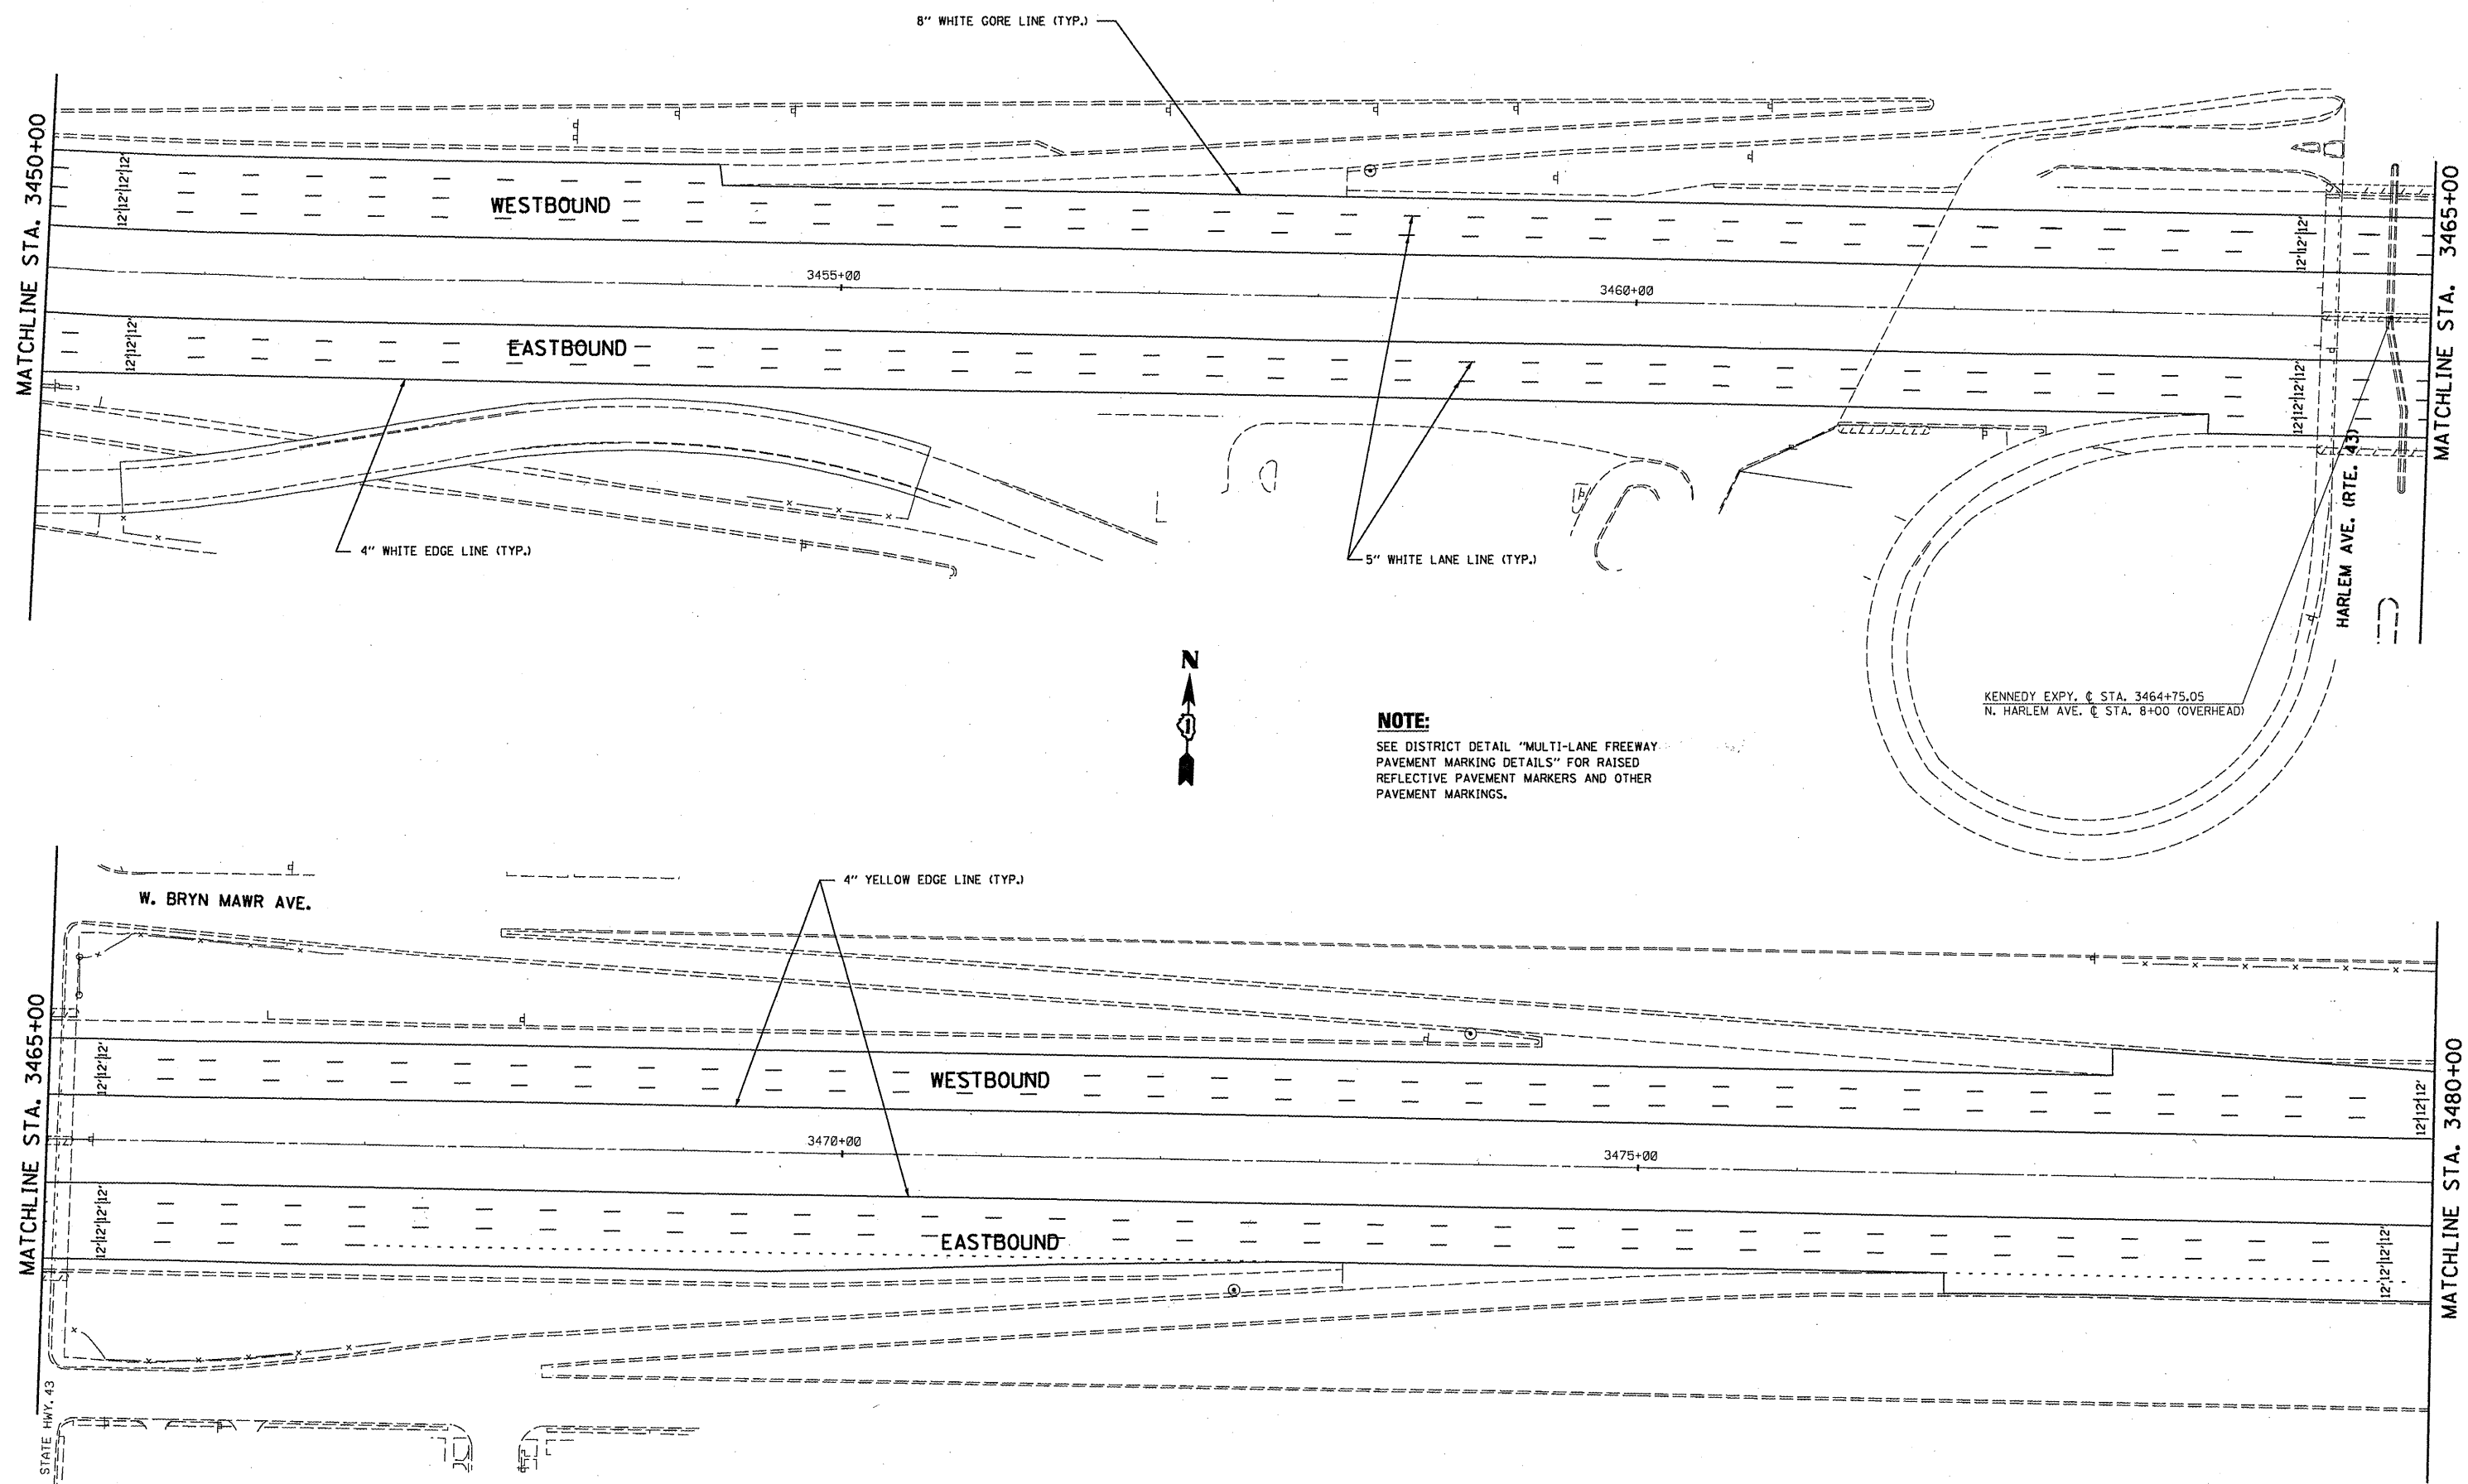 8" WHITE GORE LINE (TYP.)
MATCHLINE STA. 3450+00
12'|12'|12'|12'
WESTBOUND
12'|12'|12'
MATCHLINE STA. 3465+00
3455+00
3460+00
12'|12'|12'
EASTBOUND
12'|12'|12'|12'
4" WHITE EDGE LINE (TYP.)
5" WHITE LANE LINE (TYP.)
HARLEM AVE. (RTE. 43)
KENNEDY EXPY. ℄ STA. 3464+75.05
N. HARLEM AVE. ℄ STA. 8+00 (OVERHEAD)
N
1
NOTE:
SEE DISTRICT DETAIL "MULTI-LANE FREEWAY
PAVEMENT MARKING DETAILS" FOR RAISED
REFLECTIVE PAVEMENT MARKERS AND OTHER
PAVEMENT MARKINGS.
4" YELLOW EDGE LINE (TYP.)
W. BRYN MAWR AVE.
MATCHLINE STA. 3465+00
12'|12'|12'
WESTBOUND
12'|12'|12'
MATCHLINE STA. 3480+00
3470+00
3475+00
12'|12'|12'|12'
EASTBOUND
12'|12'|12'|12'
STATE HWY. 43